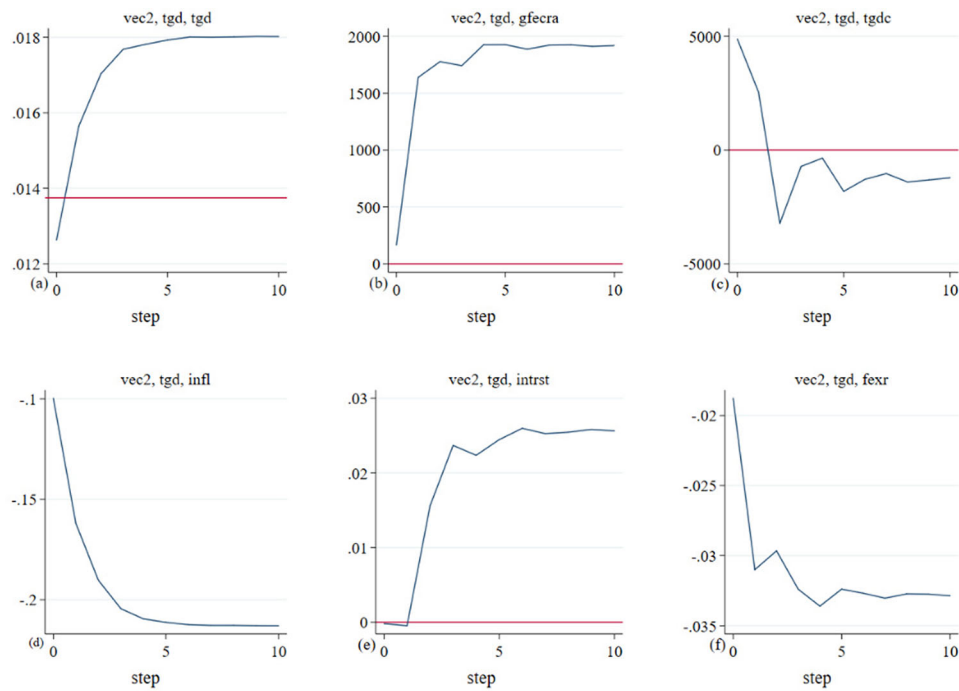 vec2, tgd, tgd
.018
.016
.014
.012
(a)
0
5
10
step
vec2, tgd, gfecra
2000
1500
1000
500
0
(b)
0
5
10
step
vec2, tgd, tgdc
5000
0
-5000
(c)
0
5
10
step
vec2, tgd, infl
-.1
-.15
-.2
(d)
0
5
10
step
vec2, tgd, intrst
.03
.02
.01
0
(e)
0
5
10
step
vec2, tgd, fexr
-.02
-.025
-.03
-.035
(f)
0
5
10
step